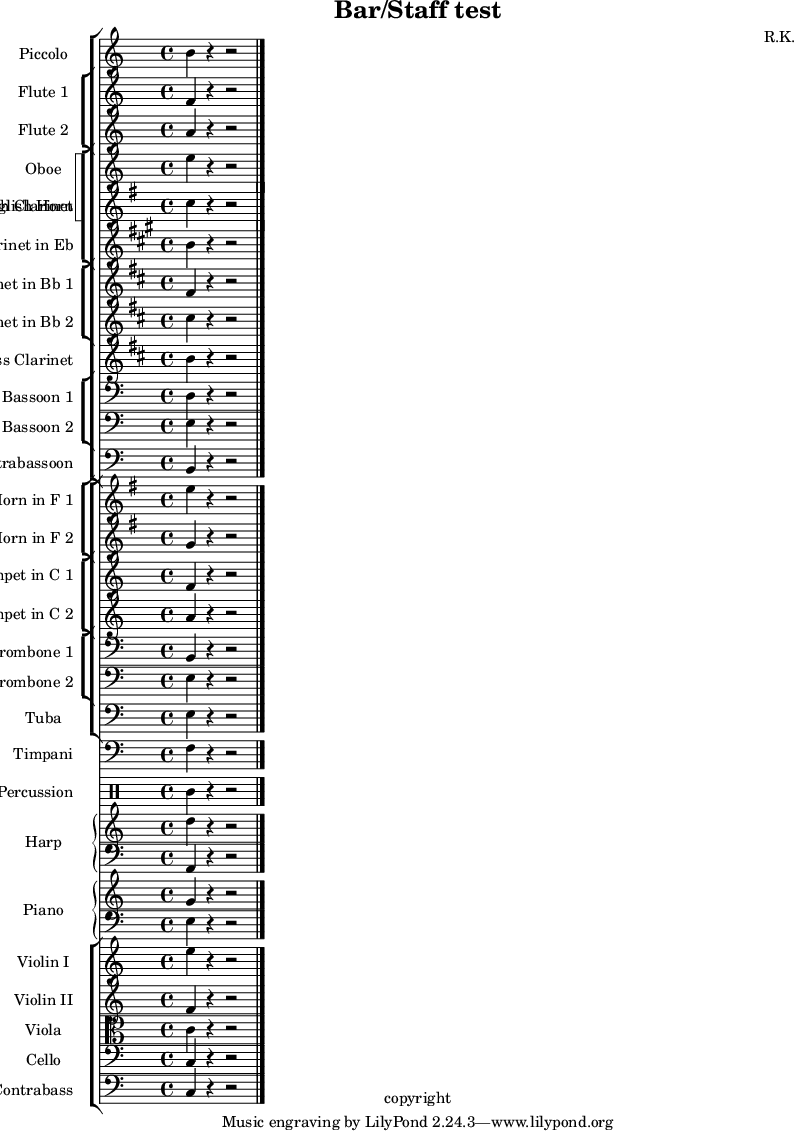 Bar/Staff test
R.K.
Piccolo
Flute 1
Flute 2
Oboe
rinet in Eb
net in Bb 1
net in Bb 2
ss Clarinet
Bassoon 1
Bassoon 2
trabassoon
Horn in F 1
Horn in F 2
mpet in C 1
mpet in C 2
rombone 1
rombone 2
Tuba
Timpani
Percussion
Harp
Piano
Violin I
Violin II
Viola
Cello
Contrabass
copyright
Music engraving by LilyPond 2.24.3—www.lilypond.org